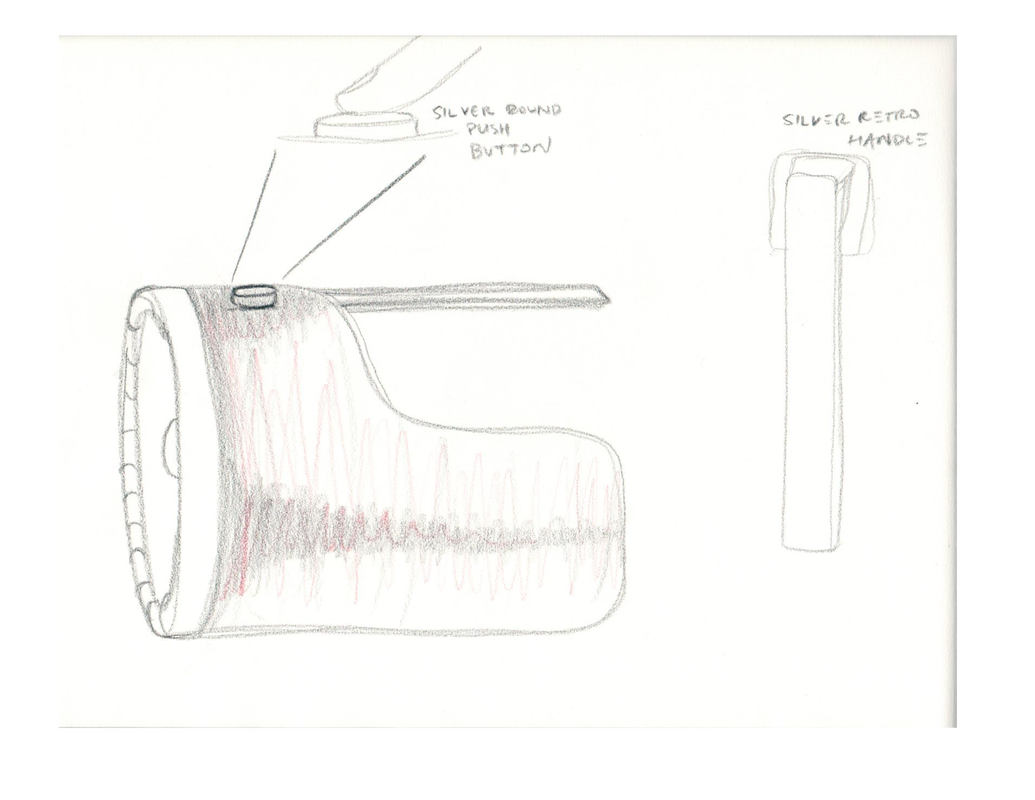 SILVER ROUND
PUSH
BUTTON
SILVER RETRO
HANDLE